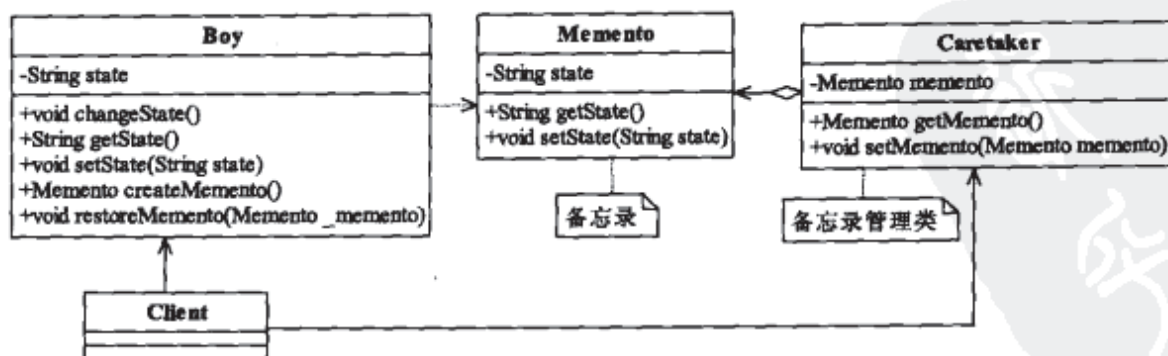 Boy
-String state
+void changeState()
+String getState()
+void setState(String state)
+Memento createMemento()
+void restoreMemento(Memento _memento)
Memento
-String state
+String getState()
+void setState(String state)
备忘录
Caretaker
-Memento memento
+Memento getMemento()
+void setMemento(Memento memento)
备忘录管理类
Client